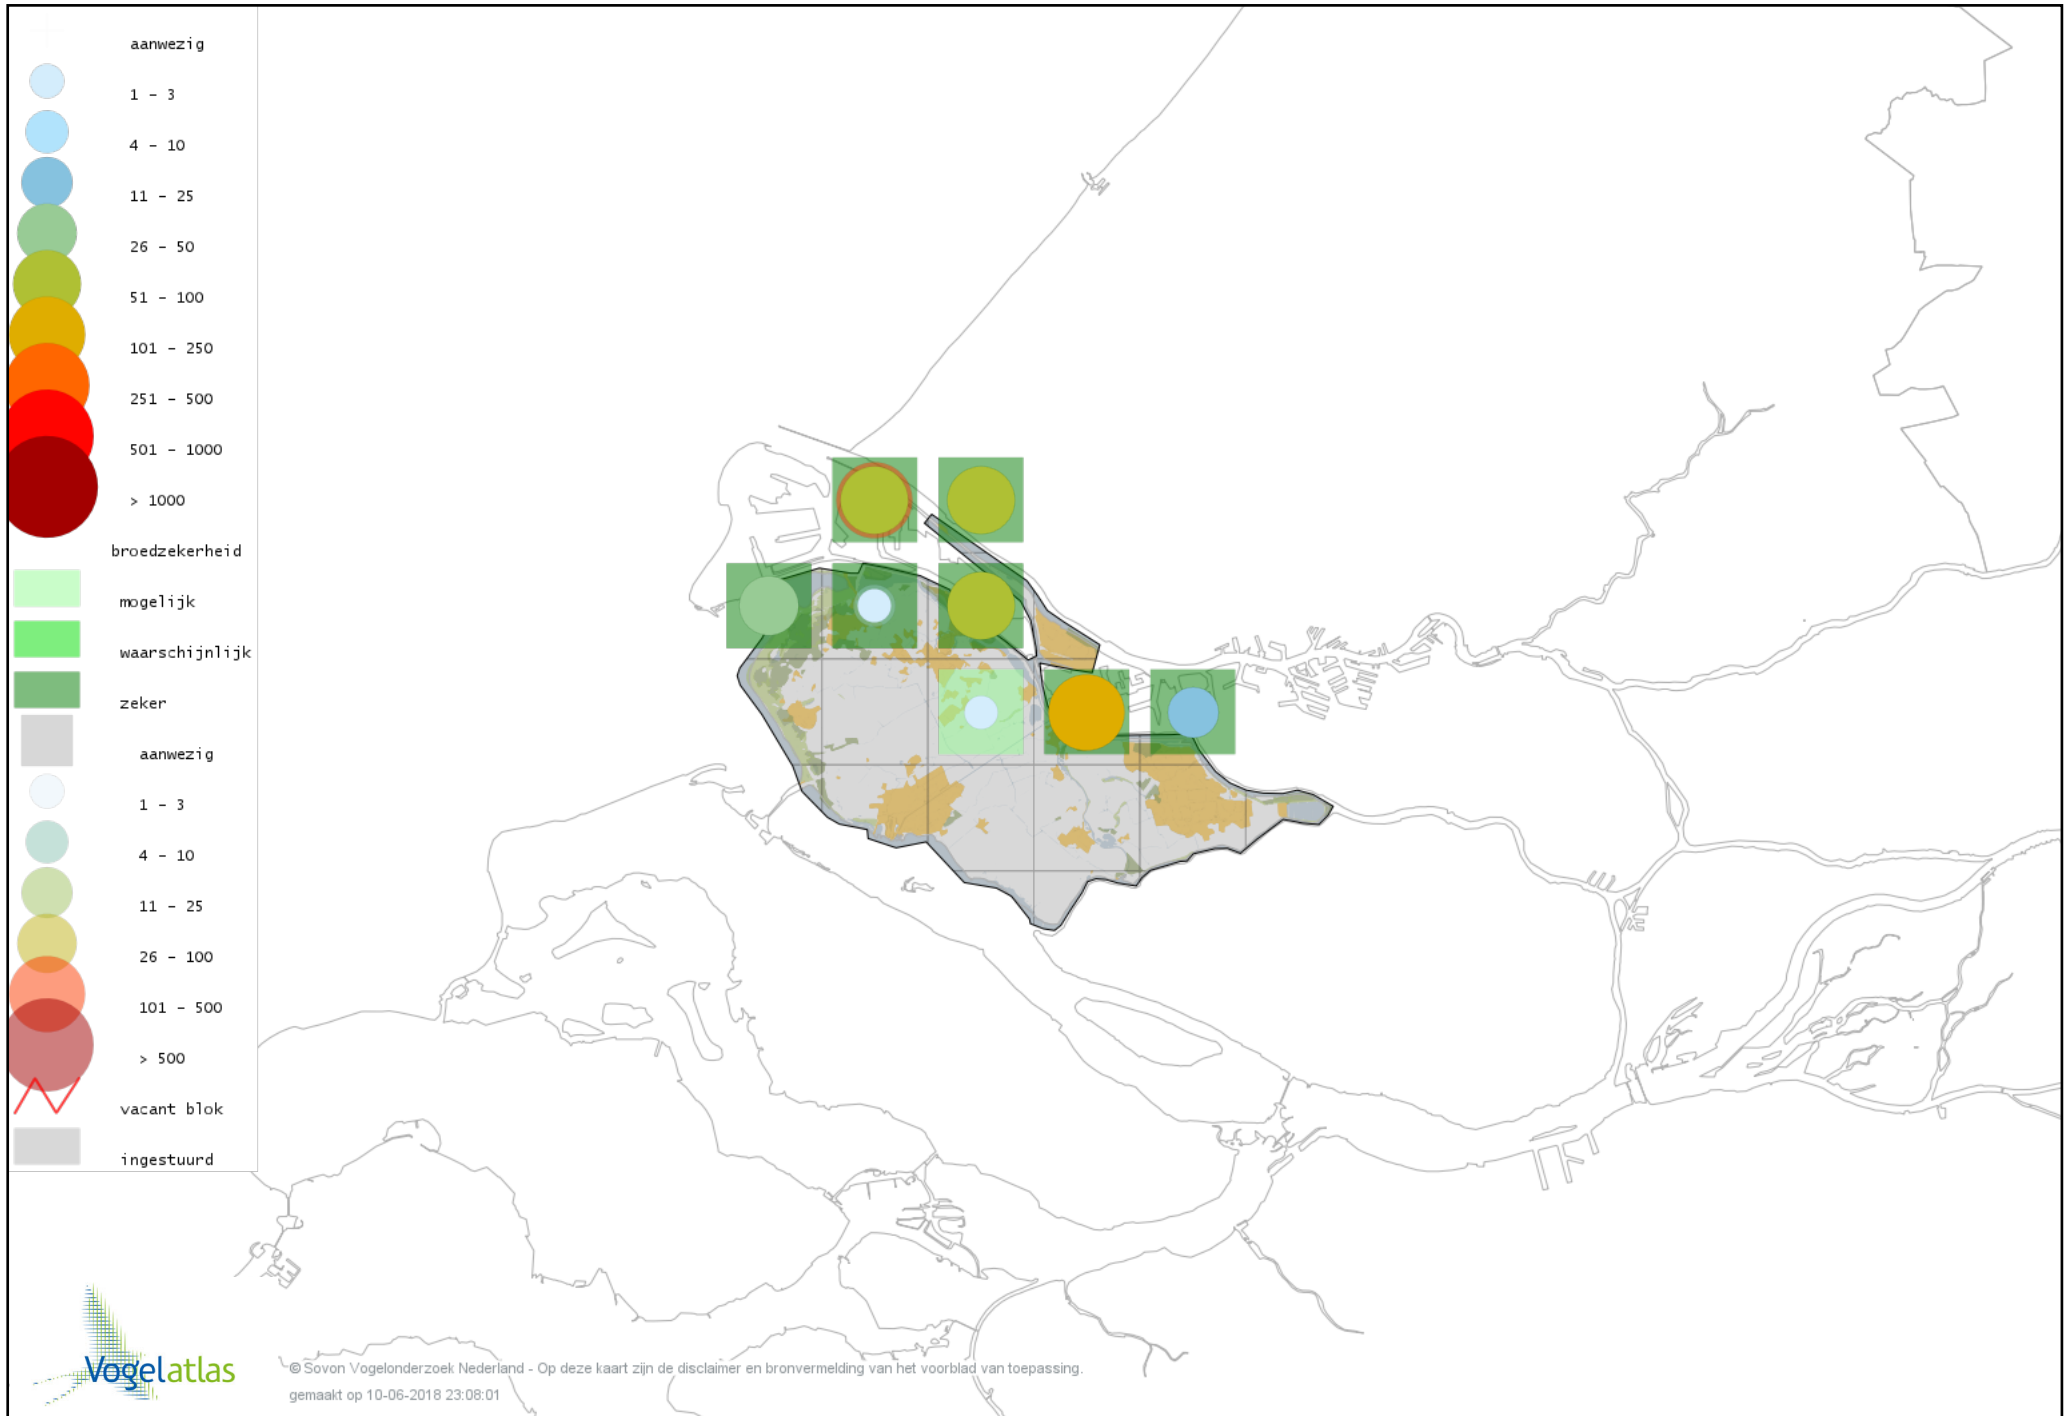 aanwezig
1 - 3
4 - 10
11 - 25
26 - 50
51 - 100
101 - 250
251 - 500
501 - 1000
> 1000
broedzekerheid
mogelijk
waarschijnlijk
zeker
aanwezig
1 - 3
4 - 10
11 - 25
26 - 100
101 - 500
> 500
vacant blok
ingestuurd
Vogelatlas
© Sovon Vogelonderzoek Nederland - Op deze kaart zijn de disclaimer en bronvermelding van het voorblad van toepassing.
gemaakt op 10-06-2018 23:08:01